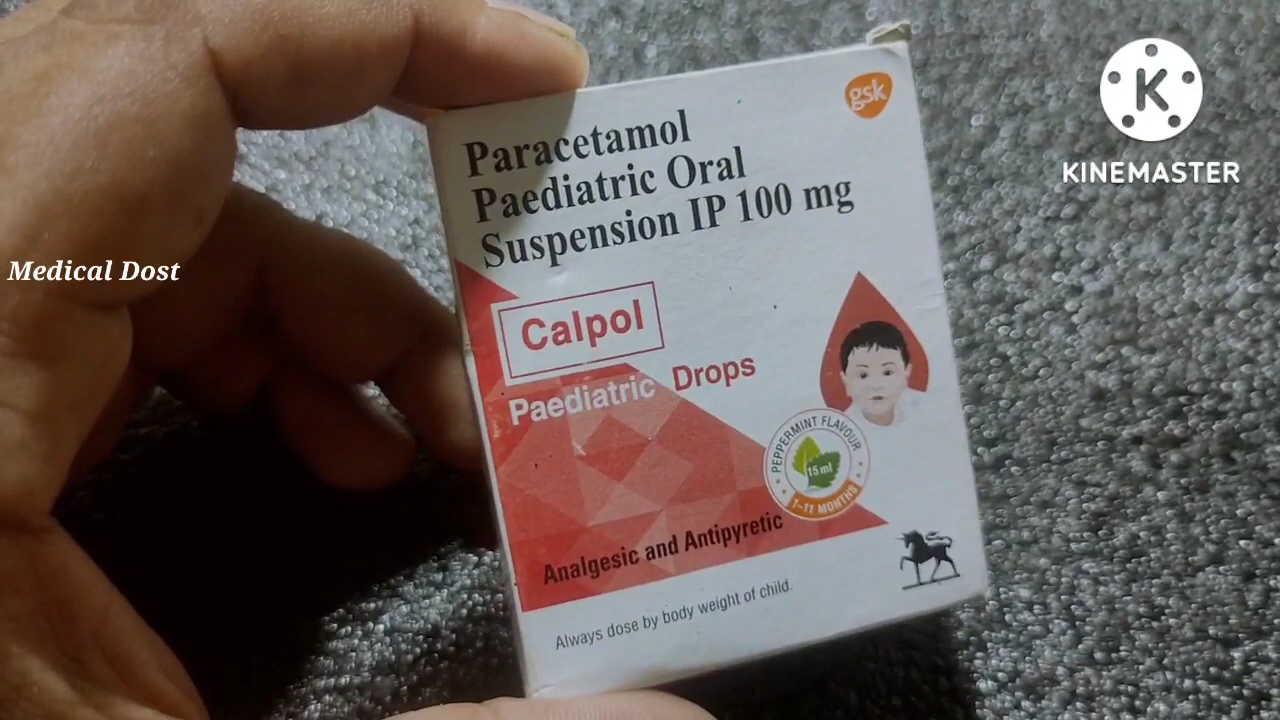 gsk
Paracetamol
Paediatric Oral
Suspension IP 100 mg
Calpol
Paediatric Drops
PEPPERMINT FLAVOUR
15 ml
1-11 MONTHS
Analgesic and Antipyretic
Always dose by body weight of child.
Medical Dost
K
KINEMASTER